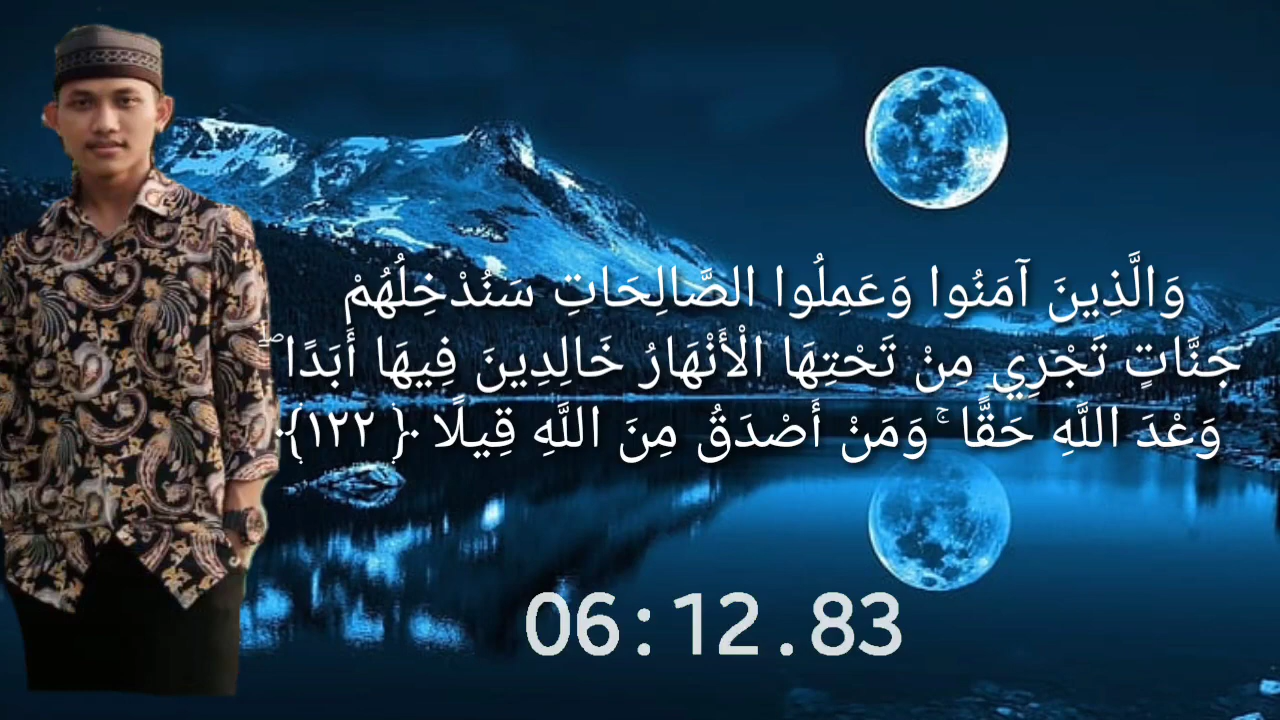 وَالَّذِينَ آمَنُوا وَعَمِلُوا الصَّالِحَاتِ سَنُدْخِلُهُمْ
جَنَّاتٍ تَجْرِي مِنْ تَحْتِهَا الْأَنْهَارُ خَالِدِينَ فِيهَا أَبَدًا ۖ
وَعْدَ اللَّهِ حَقًّا ۚ وَمَنْ أَصْدَقُ مِنَ اللَّهِ قِيلًا ﴿١٢٢﴾
06:12.83